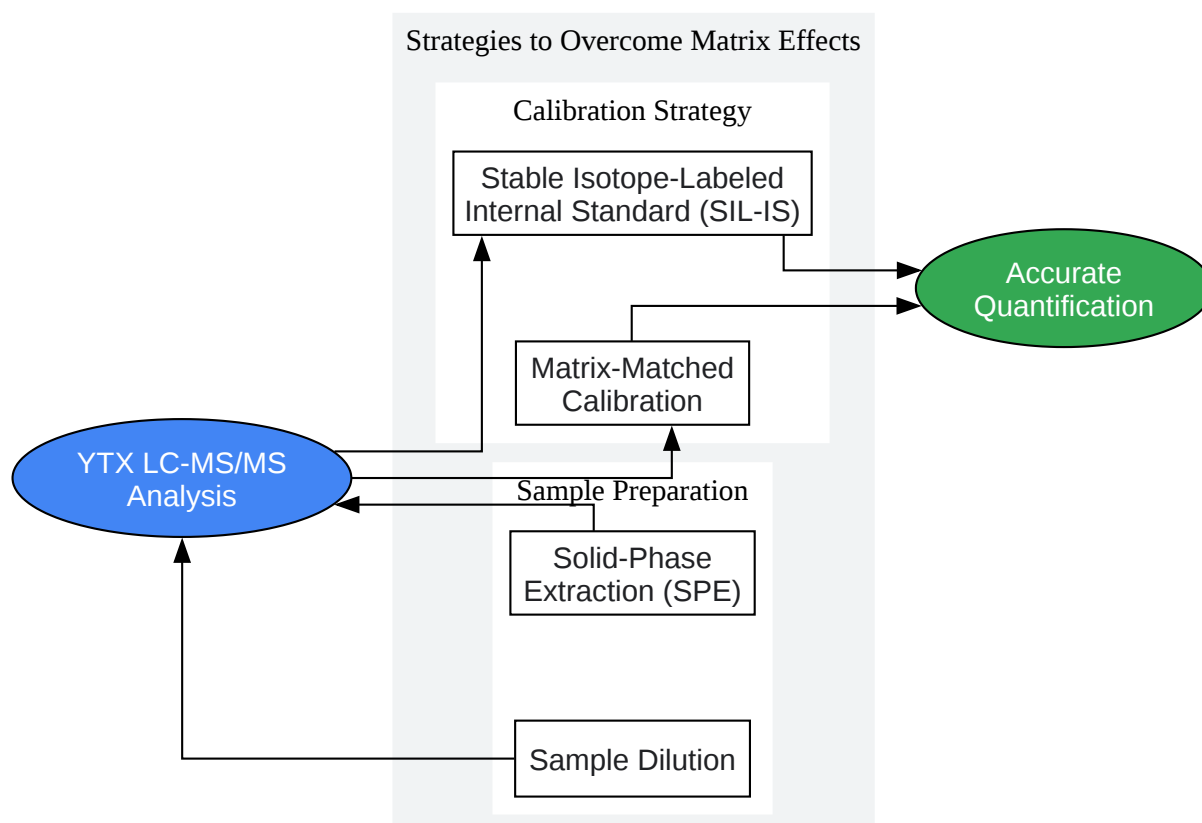 Strategies to Overcome Matrix Effects
Calibration Strategy
Stable Isotope-Labeled
Internal Standard (SIL-IS)
Accurate
Quantification
Matrix-Matched
Calibration
YTX LC-MS/MS
Analysis
Sample Preparation
Solid-Phase
Extraction (SPE)
Sample Dilution